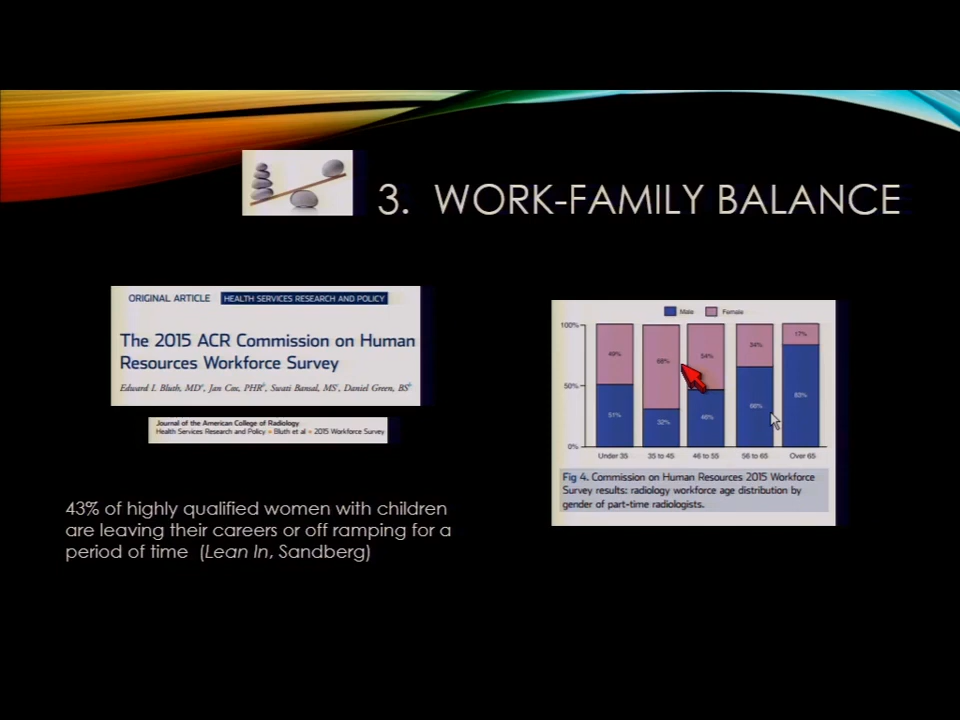 3. WORK-FAMILY BALANCE
ORIGINAL ARTICLE HEALTH SERVICES RESEARCH AND POLICY
The 2015 ACR Commission on Human
Resources Workforce Survey
Edward I. Bluth, MD, Jan Cox, PHR, Swati Bansal, MS, Daniel Green, BS
Journal of the American College of Radiology
Health Services Research and Policy • Bluth et al • 2015 Workforce Survey
43% of highly qualified women with children
are leaving their careers or off ramping for a
period of time (Lean In, Sandberg)
Male Female
100%
50%
0%
49% 68% 54% 34% 17%
51% 32% 46% 66% 83%
Under 35 35 to 45 46 to 55 56 to 65 Over 65
Fig 4. Commission on Human Resources 2015 Workforce
Survey results: radiology workforce age distribution by
gender of part-time radiologists.